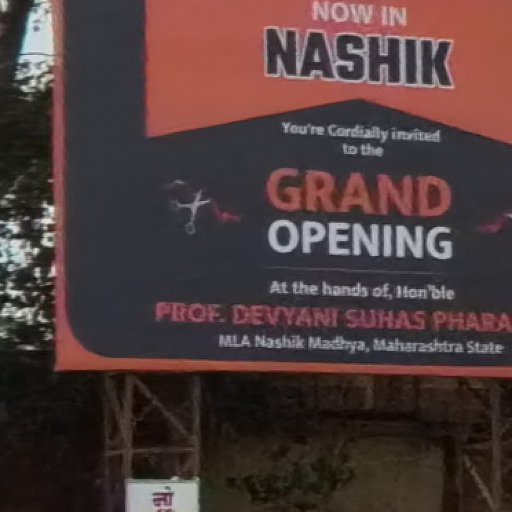 NOW IN
NASHIK
You're Cordially invited
to the
GRAND
OPENING
At the hands of, Hon'ble
PROF. DEVYANI SUHAS PHARA
MLA Nashik Madhya, Maharashtra State
नो